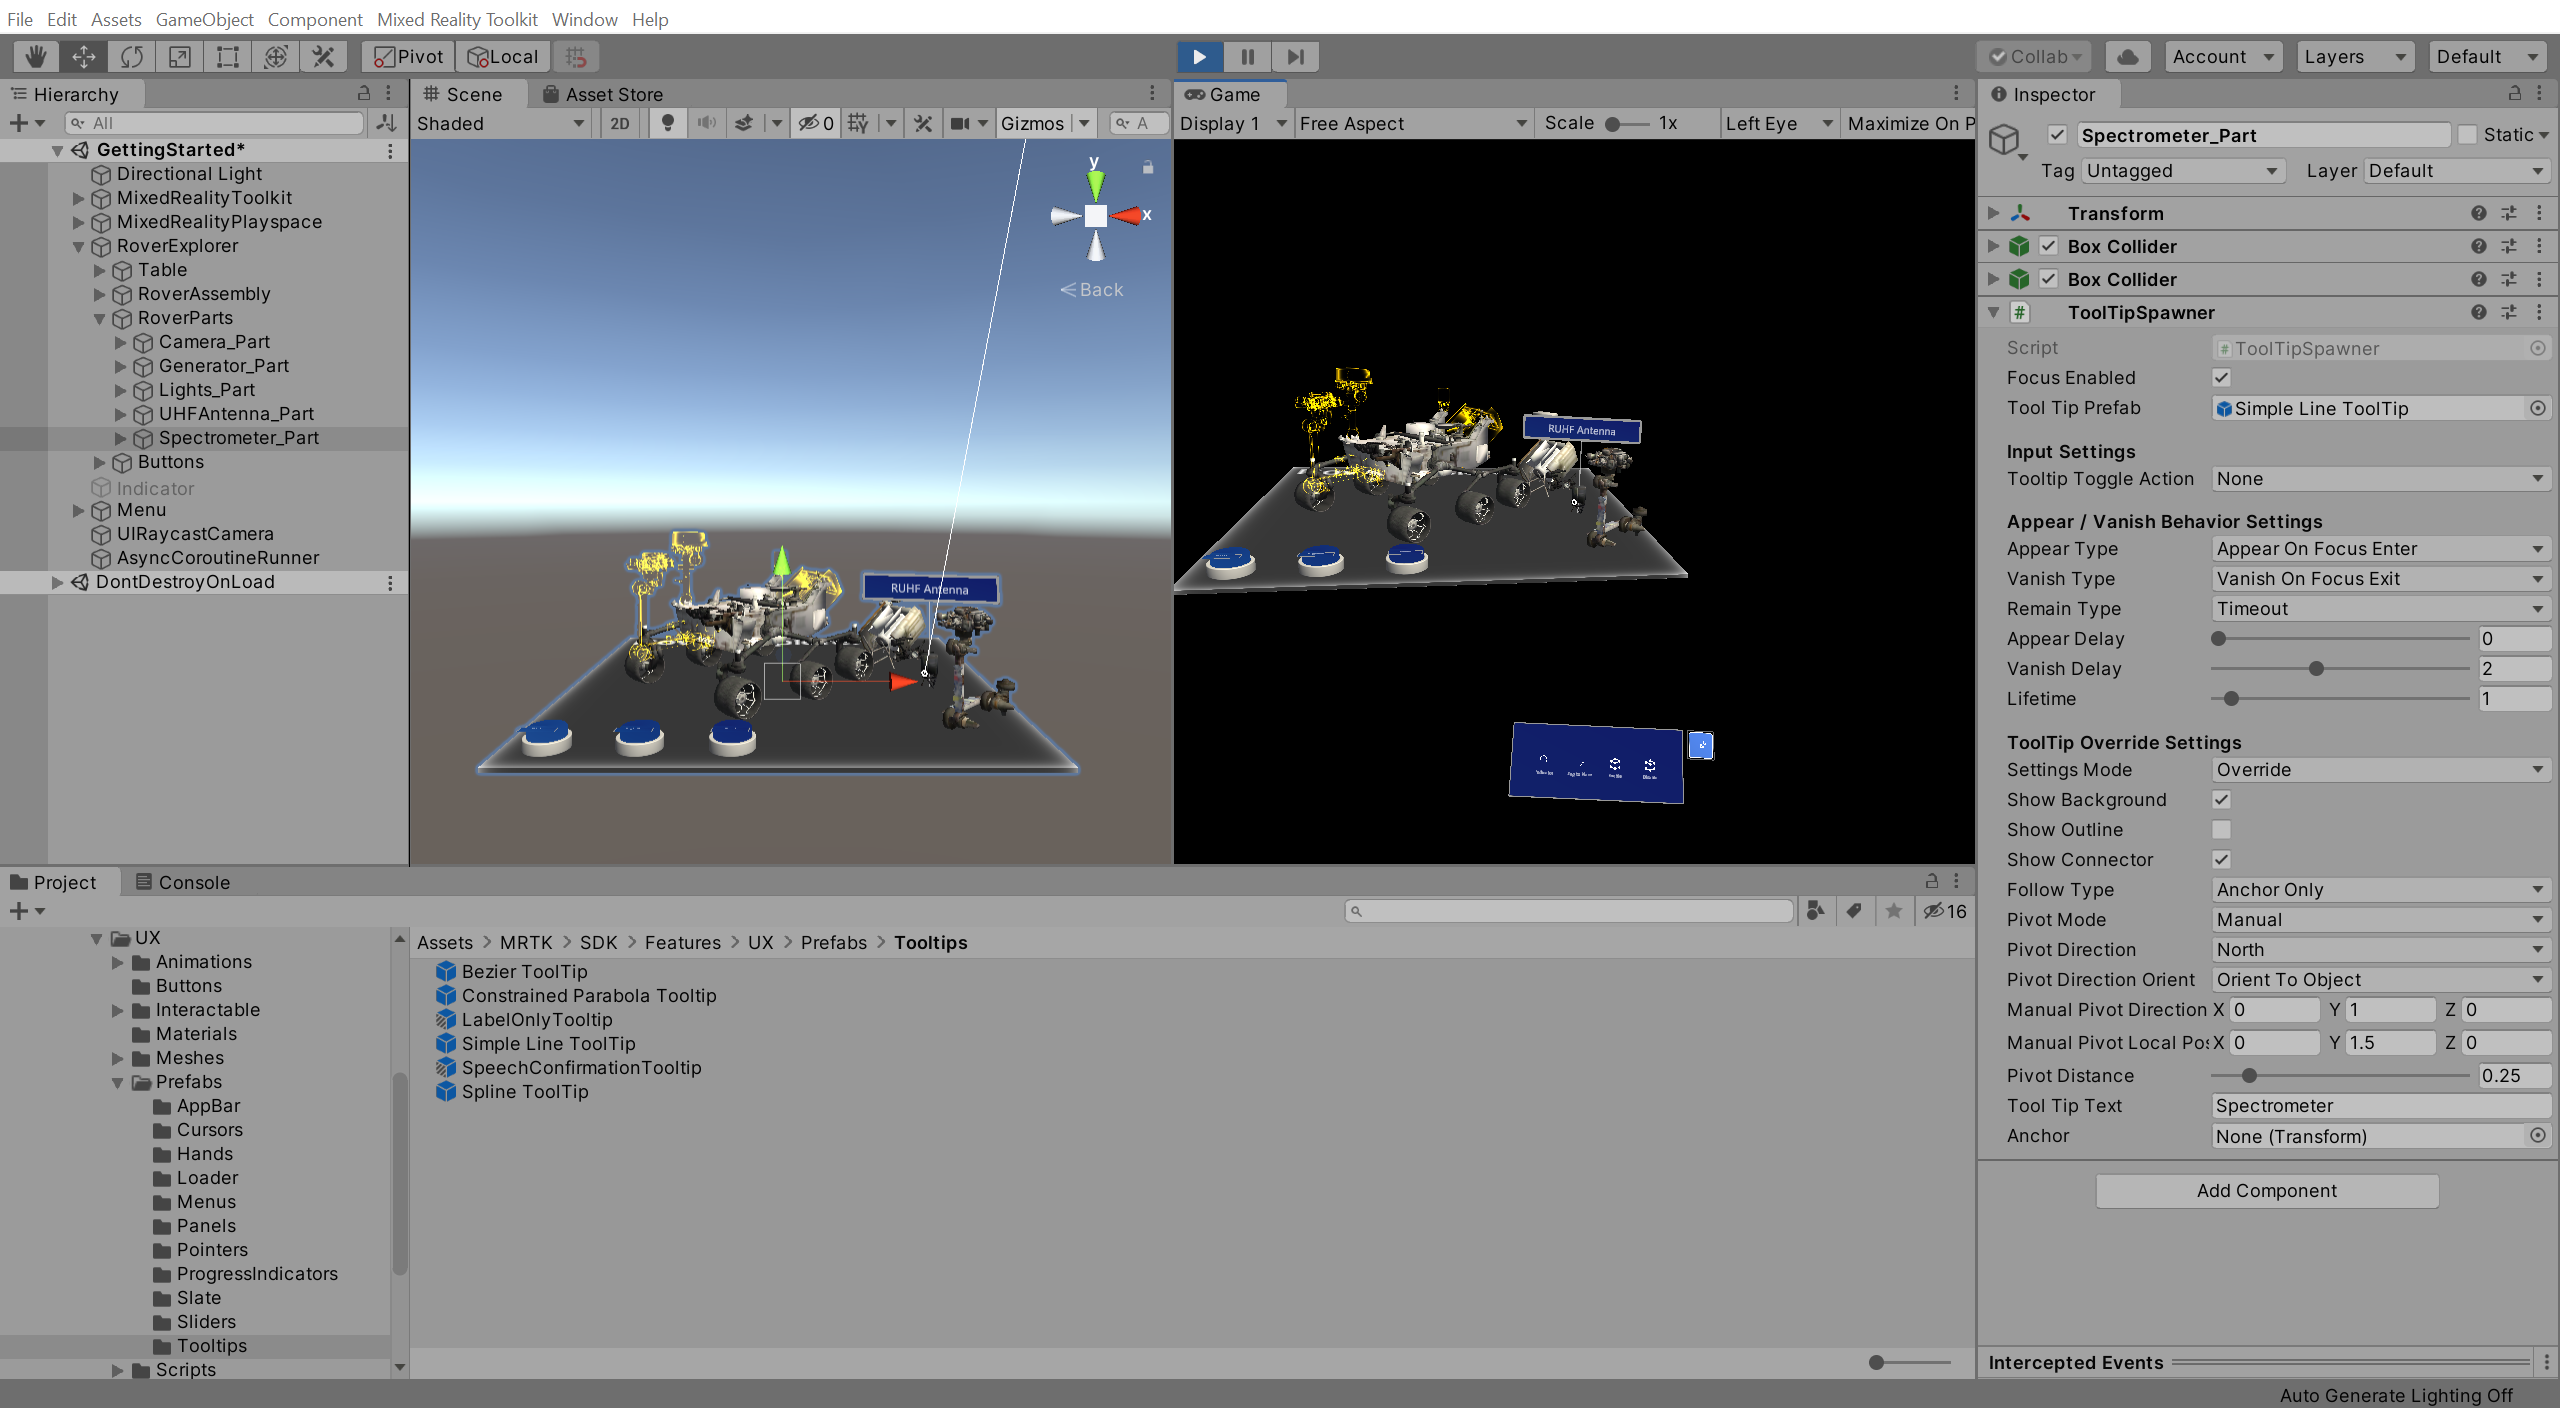 File Edit Assets GameObject Component Mixed Reality Toolkit Window Help
Pivot Local
Collab Account Layers Default
Hierarchy
All
GettingStarted*
Directional Light
MixedRealityToolkit
MixedRealityPlayspace
RoverExplorer
Table
RoverAssembly
RoverParts
Camera_Part
Generator_Part
Lights_Part
UHFAntenna_Part
Spectrometer_Part
Buttons
Indicator
Menu
UIRaycastCamera
AsyncCoroutineRunner
DontDestroyOnLoad
Scene Asset Store
Shaded 2D 0 Gizmos A
y
x
Back
RUHF Antenna
Game
Display 1 Free Aspect Scale 1x Left Eye Maximize On P
RUHF Antenna
Inspector
Spectrometer_Part Static
Tag Untagged Layer Default
Transform
Box Collider
Box Collider
# ToolTipSpawner
Script # ToolTipSpawner
Focus Enabled
Tool Tip Prefab Simple Line ToolTip
Input Settings
Tooltip Toggle Action None
Appear / Vanish Behavior Settings
Appear Type Appear On Focus Enter
Vanish Type Vanish On Focus Exit
Remain Type Timeout
Appear Delay 0
Vanish Delay 2
Lifetime 1
ToolTip Override Settings
Settings Mode Override
Show Background
Show Outline
Show Connector
Follow Type Anchor Only
Pivot Mode Manual
Pivot Direction North
Pivot Direction Orient Orient To Object
Manual Pivot Direction X 0 Y 1 Z 0
Manual Pivot Local Pos X 0 Y 1.5 Z 0
Pivot Distance 0.25
Tool Tip Text Spectrometer
Anchor None (Transform)
Add Component
Intercepted Events
Project Console
16
UX
Animations
Buttons
Interactable
Materials
Meshes
Prefabs
AppBar
Cursors
Hands
Loader
Menus
Panels
Pointers
ProgressIndicators
Slate
Sliders
Tooltips
Scripts
Assets > MRTK > SDK > Features > UX > Prefabs > Tooltips
Bezier ToolTip
Constrained Parabola Tooltip
LabelOnlyTooltip
Simple Line ToolTip
SpeechConfirmationTooltip
Spline ToolTip
Auto Generate Lighting Off